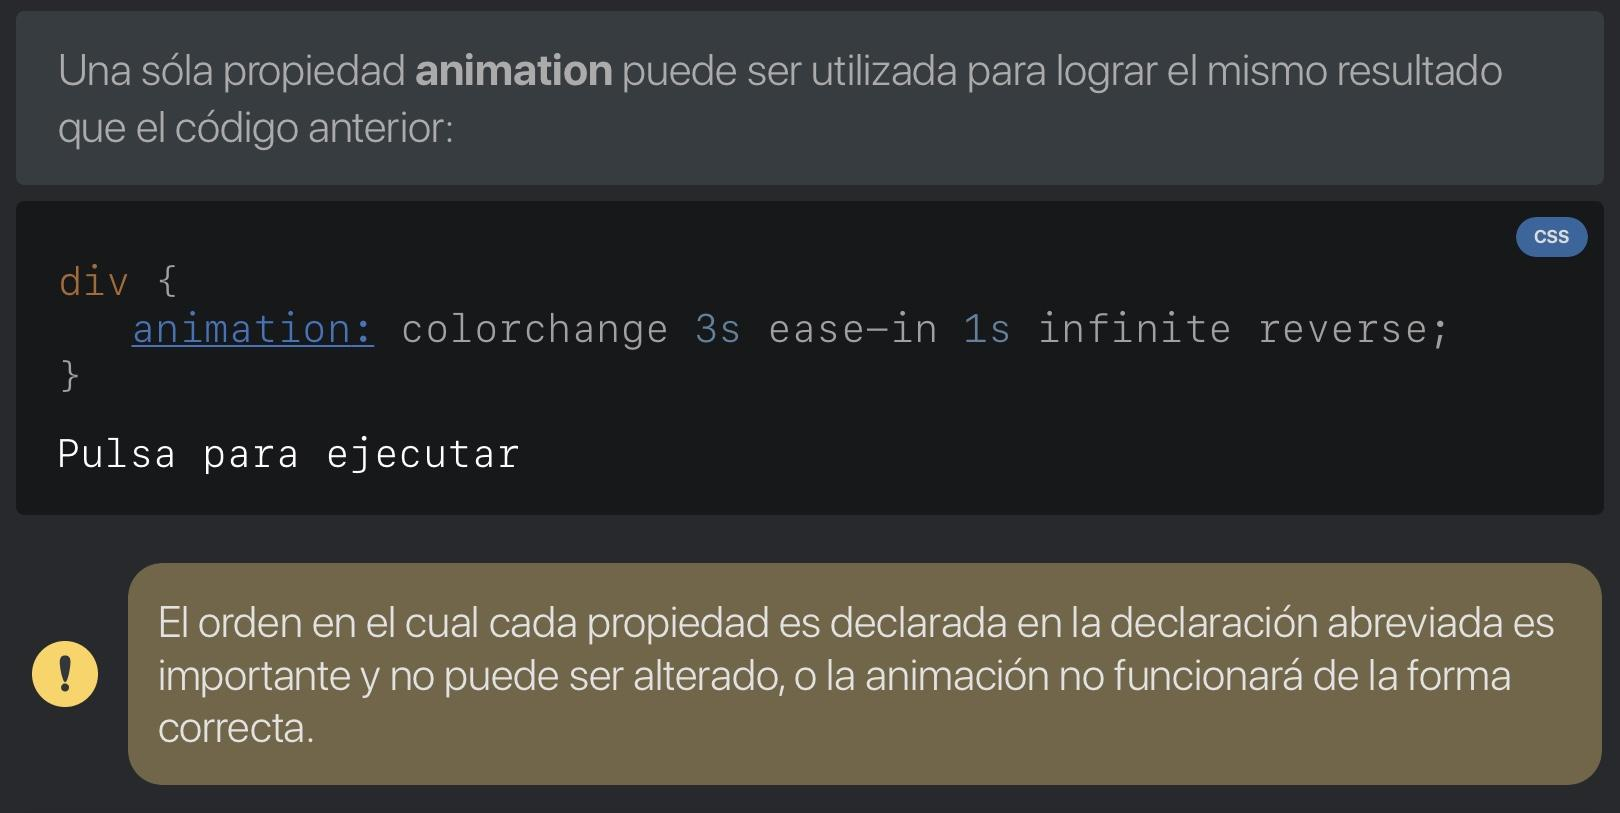 Una sóla propiedad animation puede ser utilizada para lograr el mismo resultado
que el código anterior:
CSS
div {
animation: colorchange 3s ease-in 1s infinite reverse;
}
Pulsa para ejecutar
El orden en el cual cada propiedad es declarada en la declaración abreviada es
importante y no puede ser alterado, o la animación no funcionará de la forma
correcta.